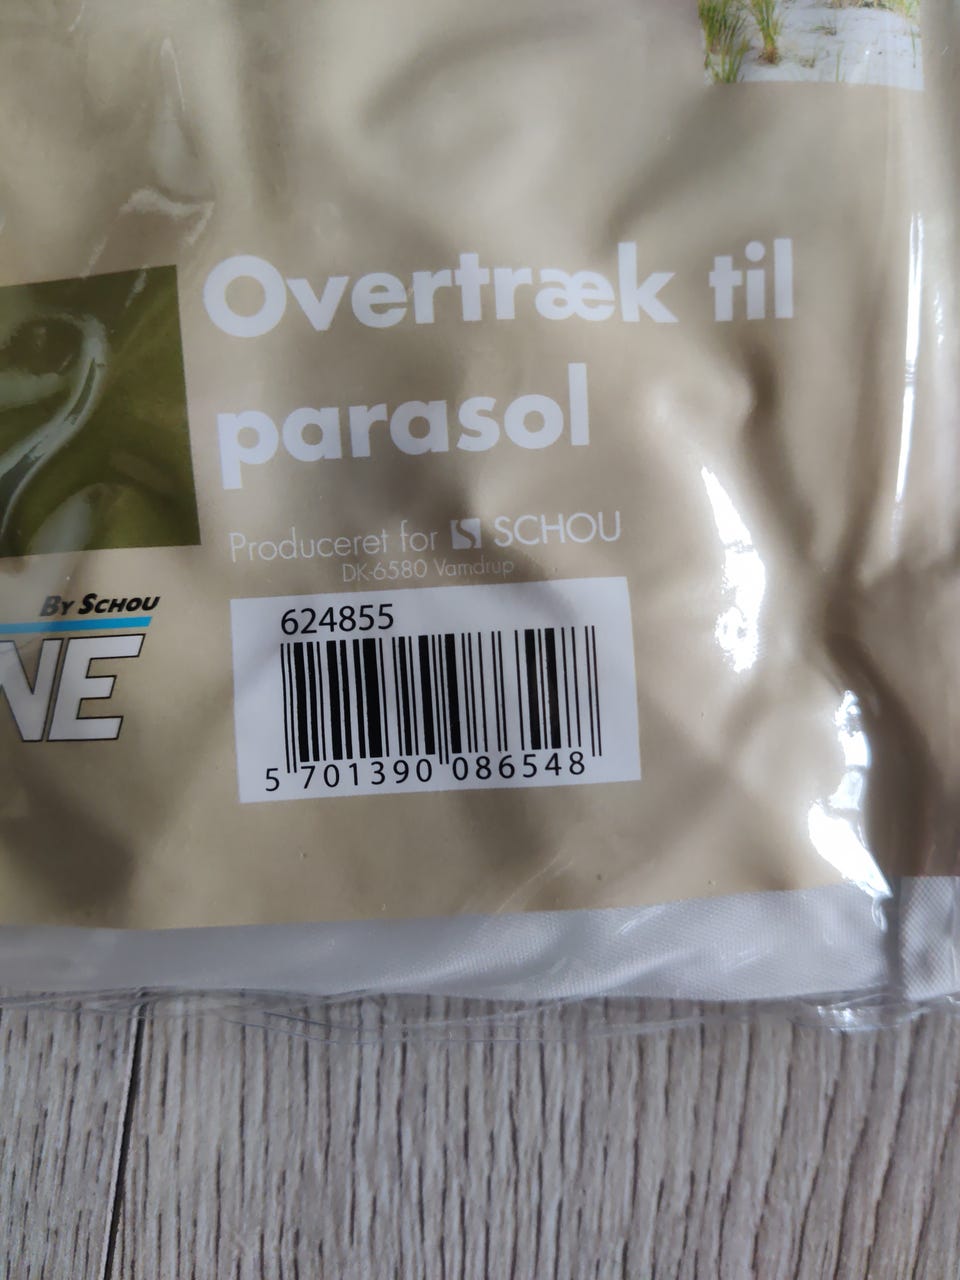 Overtræk til
parasol
Produceret for SCHOU
DK-6580 Vamdrup
BY SCHOU
NE
624855
5 701390 086548